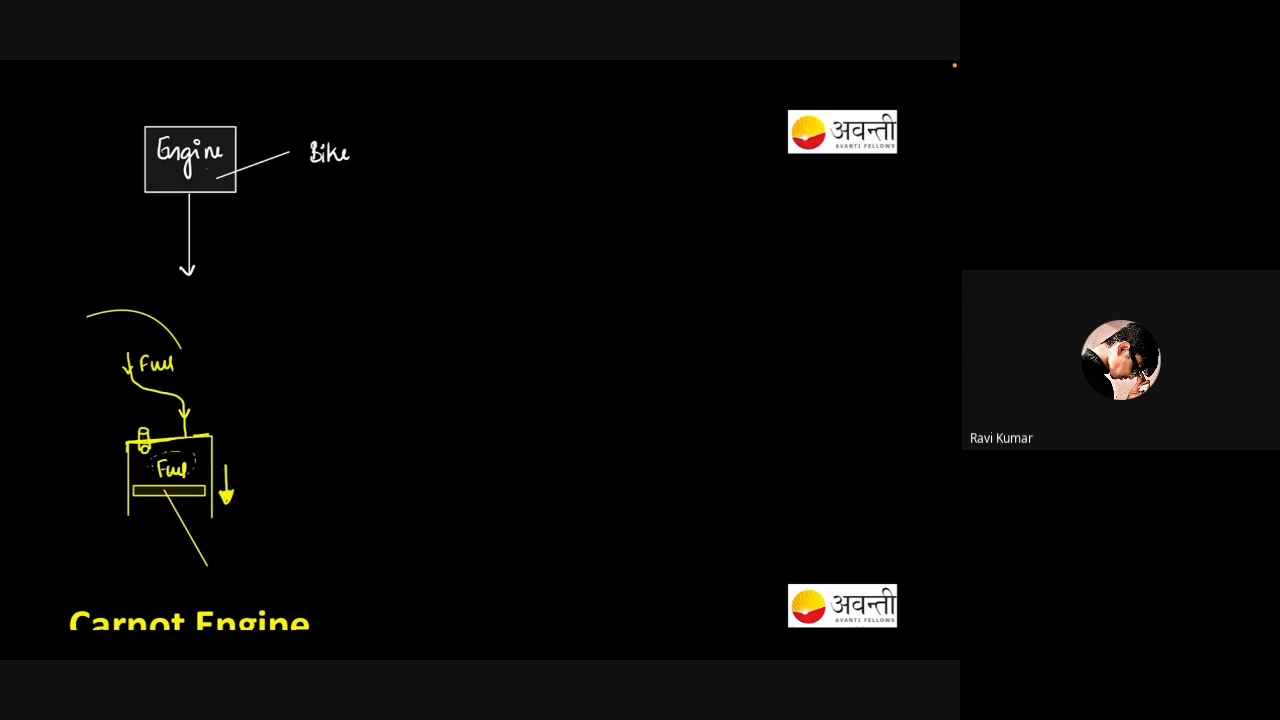 अवन्ती
AVANTI FELLOWS
Engine
Bike
Fuel
Fuel
Ravi Kumar
Carnot Engine
अवन्ती
AVANTI FELLOWS